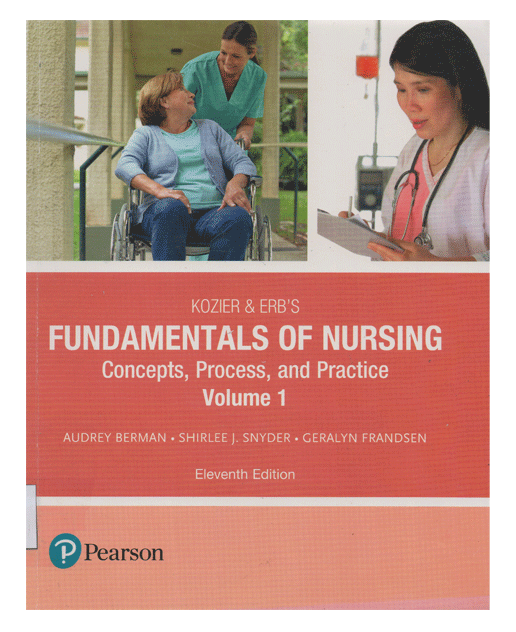 KOZIER & ERB'S
FUNDAMENTALS OF NURSING
Concepts, Process, and Practice
Volume 1
AUDREY BERMAN • SHIRLEE J. SNYDER • GERALYN FRANDSEN
Eleventh Edition
P Pearson